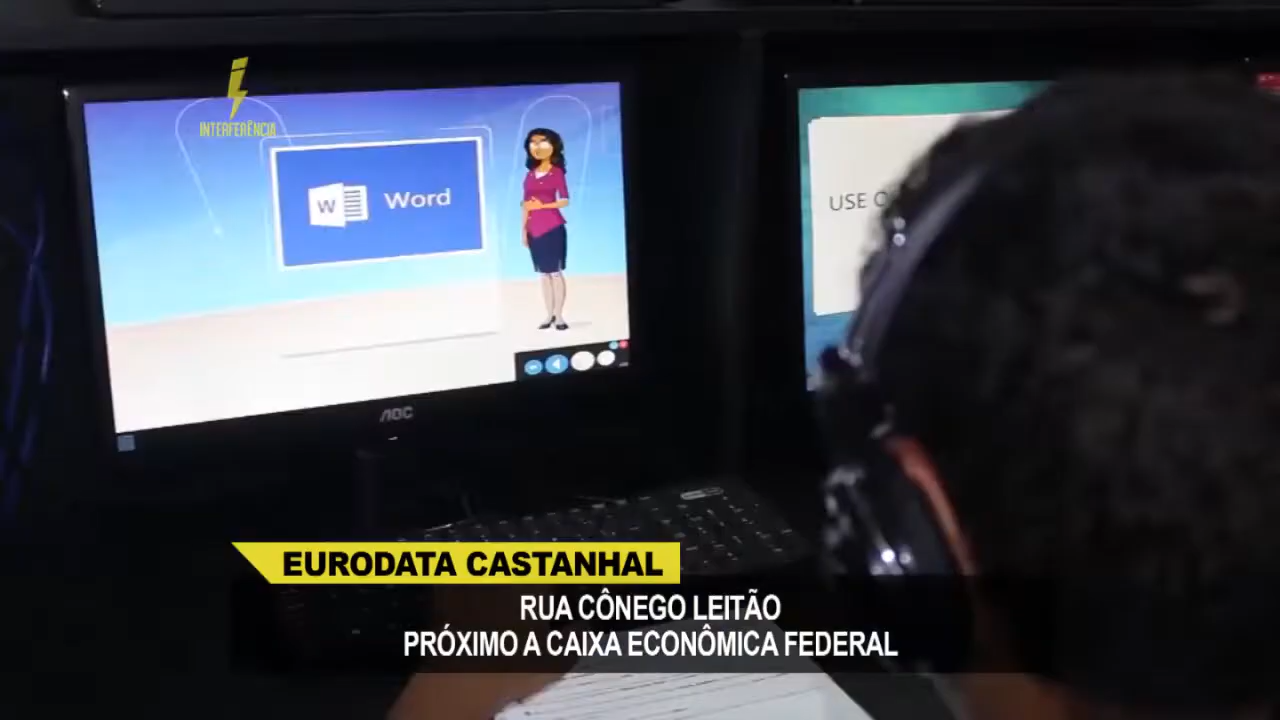 INTERFERÊNCIA
W
Word
USE O
AOC
EURODATA CASTANHAL
RUA CÔNEGO LEITÃO
PRÓXIMO A CAIXA ECONÔMICA FEDERAL